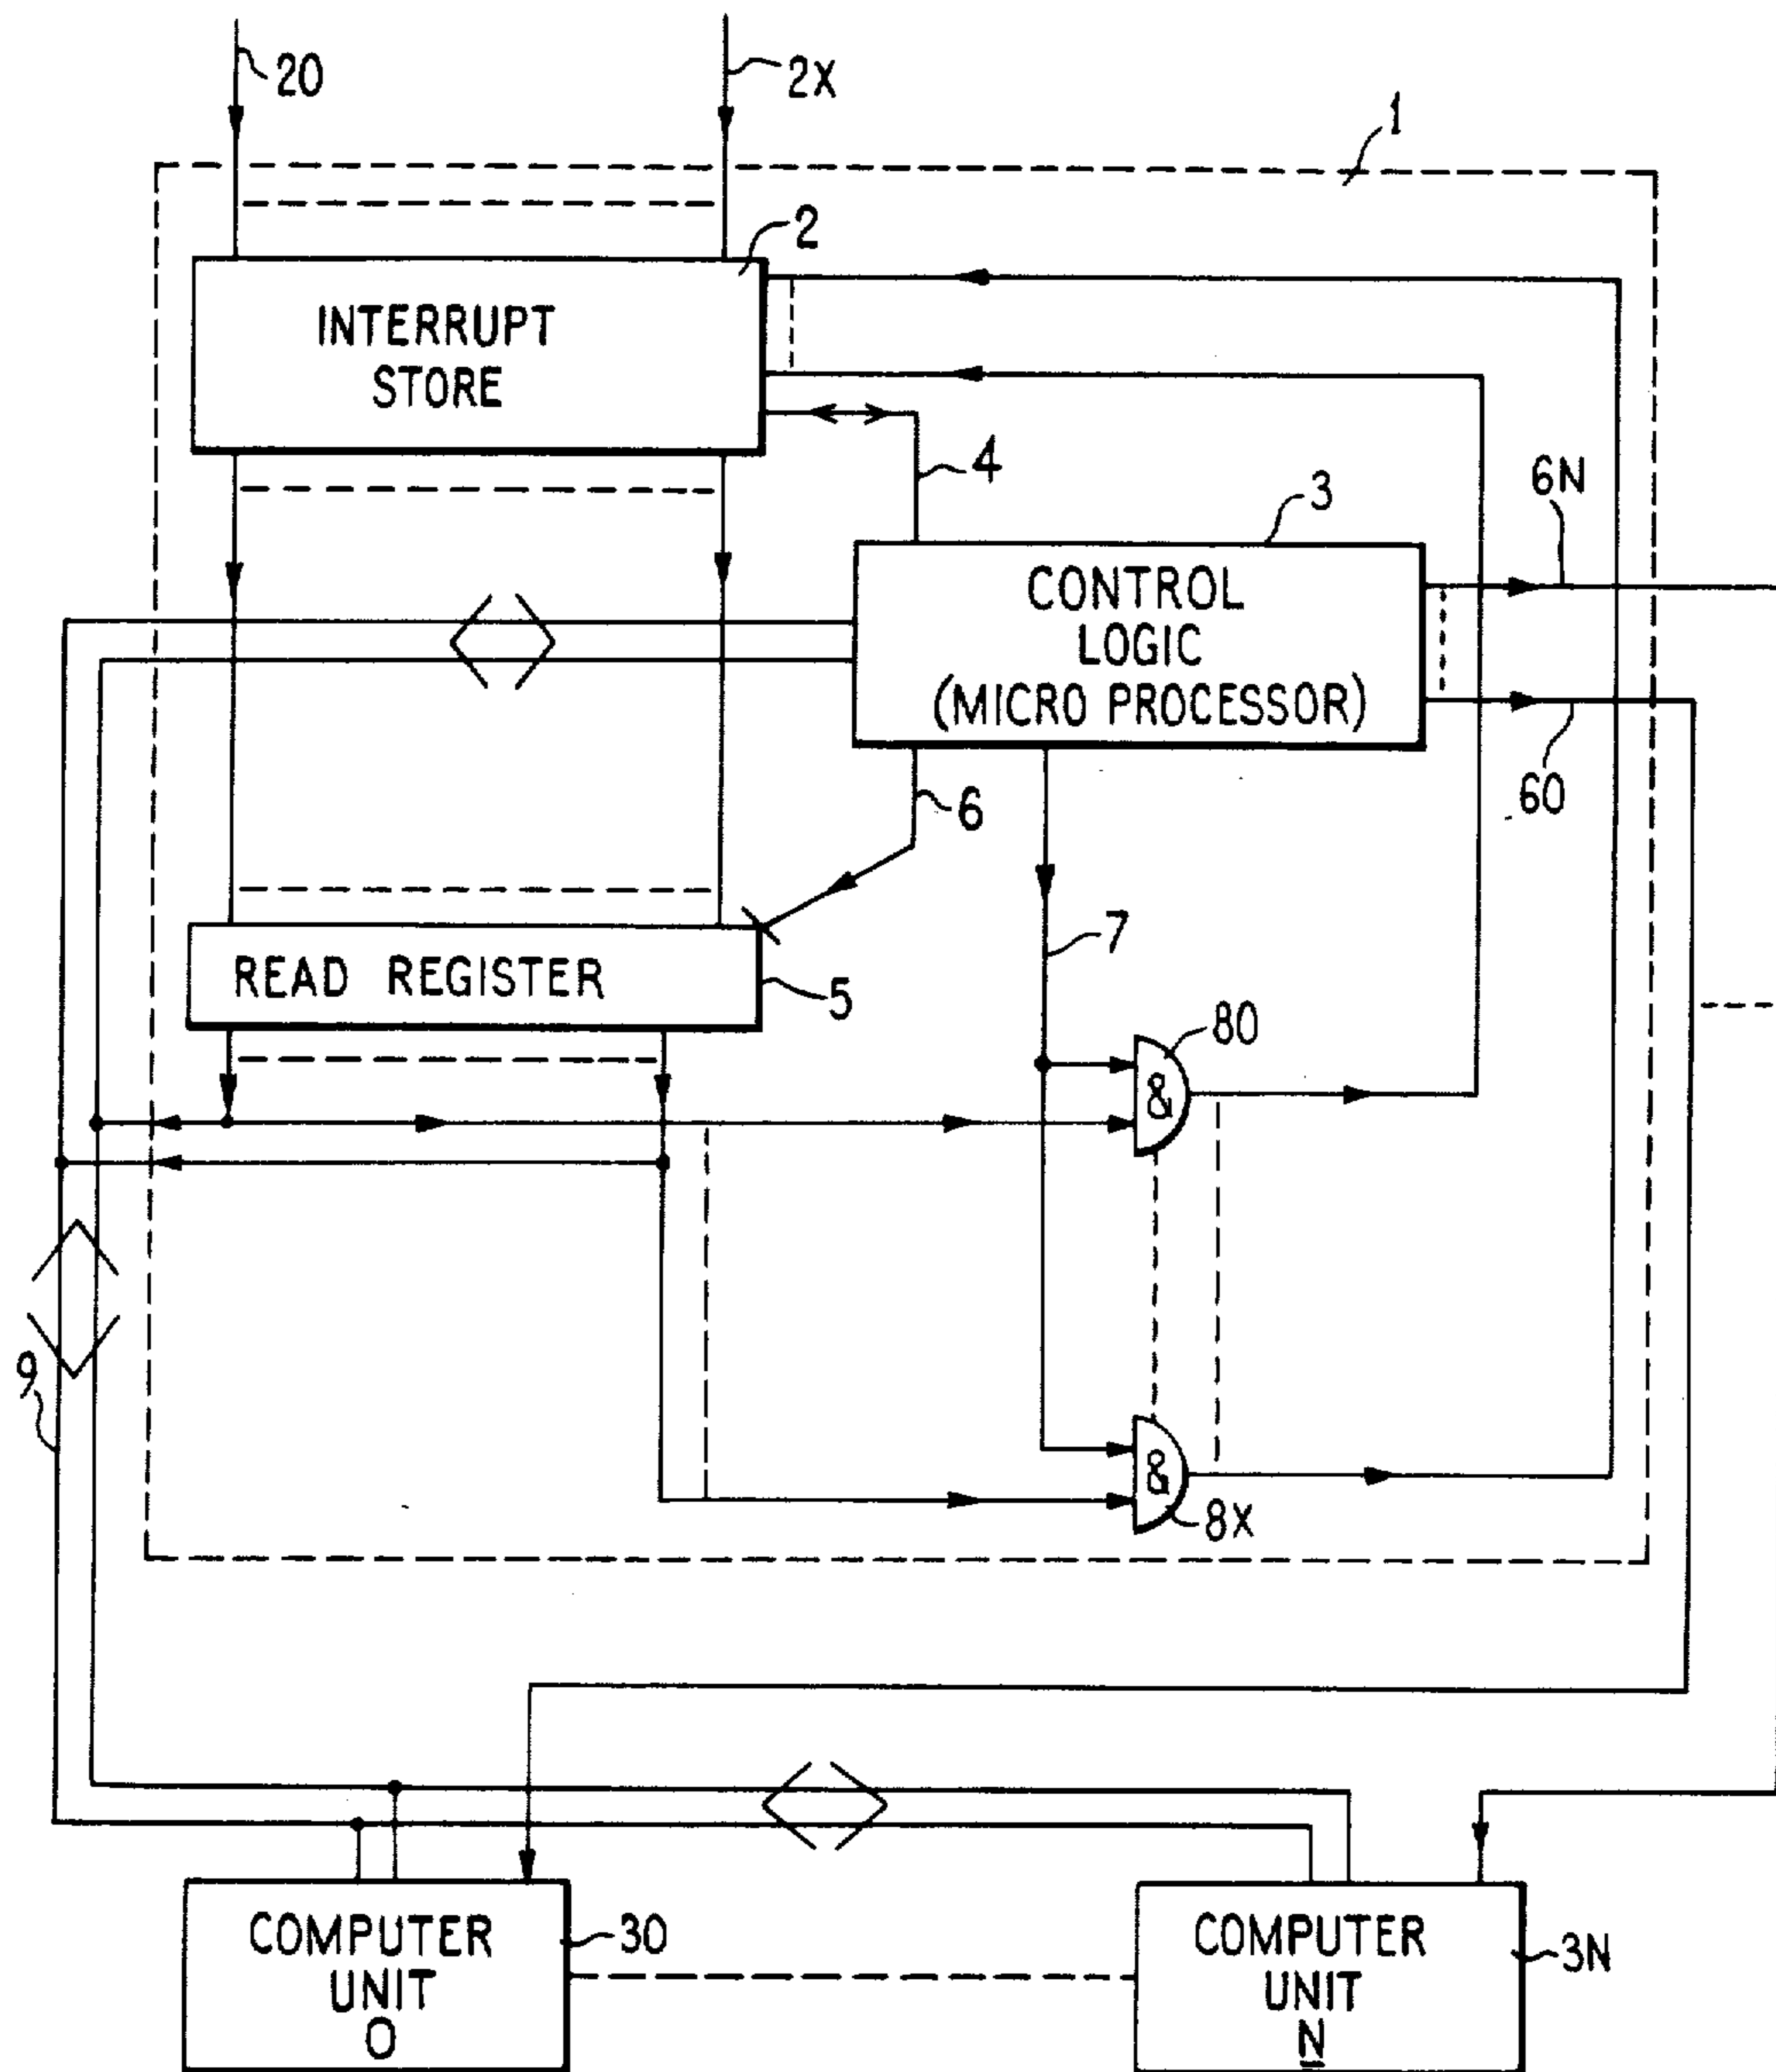 20
2X
1
2
INTERRUPT
STORE
4
3
6N
CONTROL
LOGIC
(MICRO PROCESSOR)
60
6
7
READ REGISTER
5
80
&
9
&
8X
COMPUTER
UNIT
0
30
COMPUTER
UNIT
N
3N